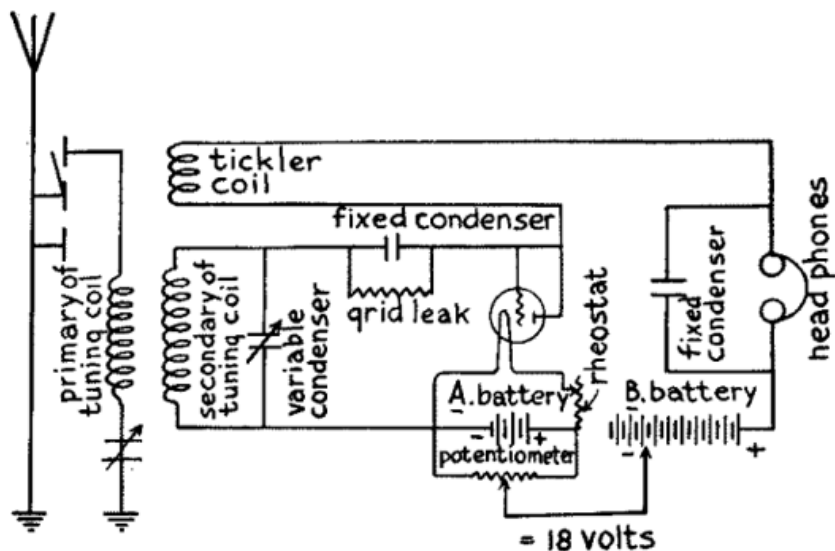 tickler
coil
fixed condenser
grid leak
primary of
tuning coil
secondary of
tuning coil
variable
condenser
rheostat
fixed
condenser
head phones
A. battery
-
- +
B. battery
-
- +
potentiometer
= 18 volts